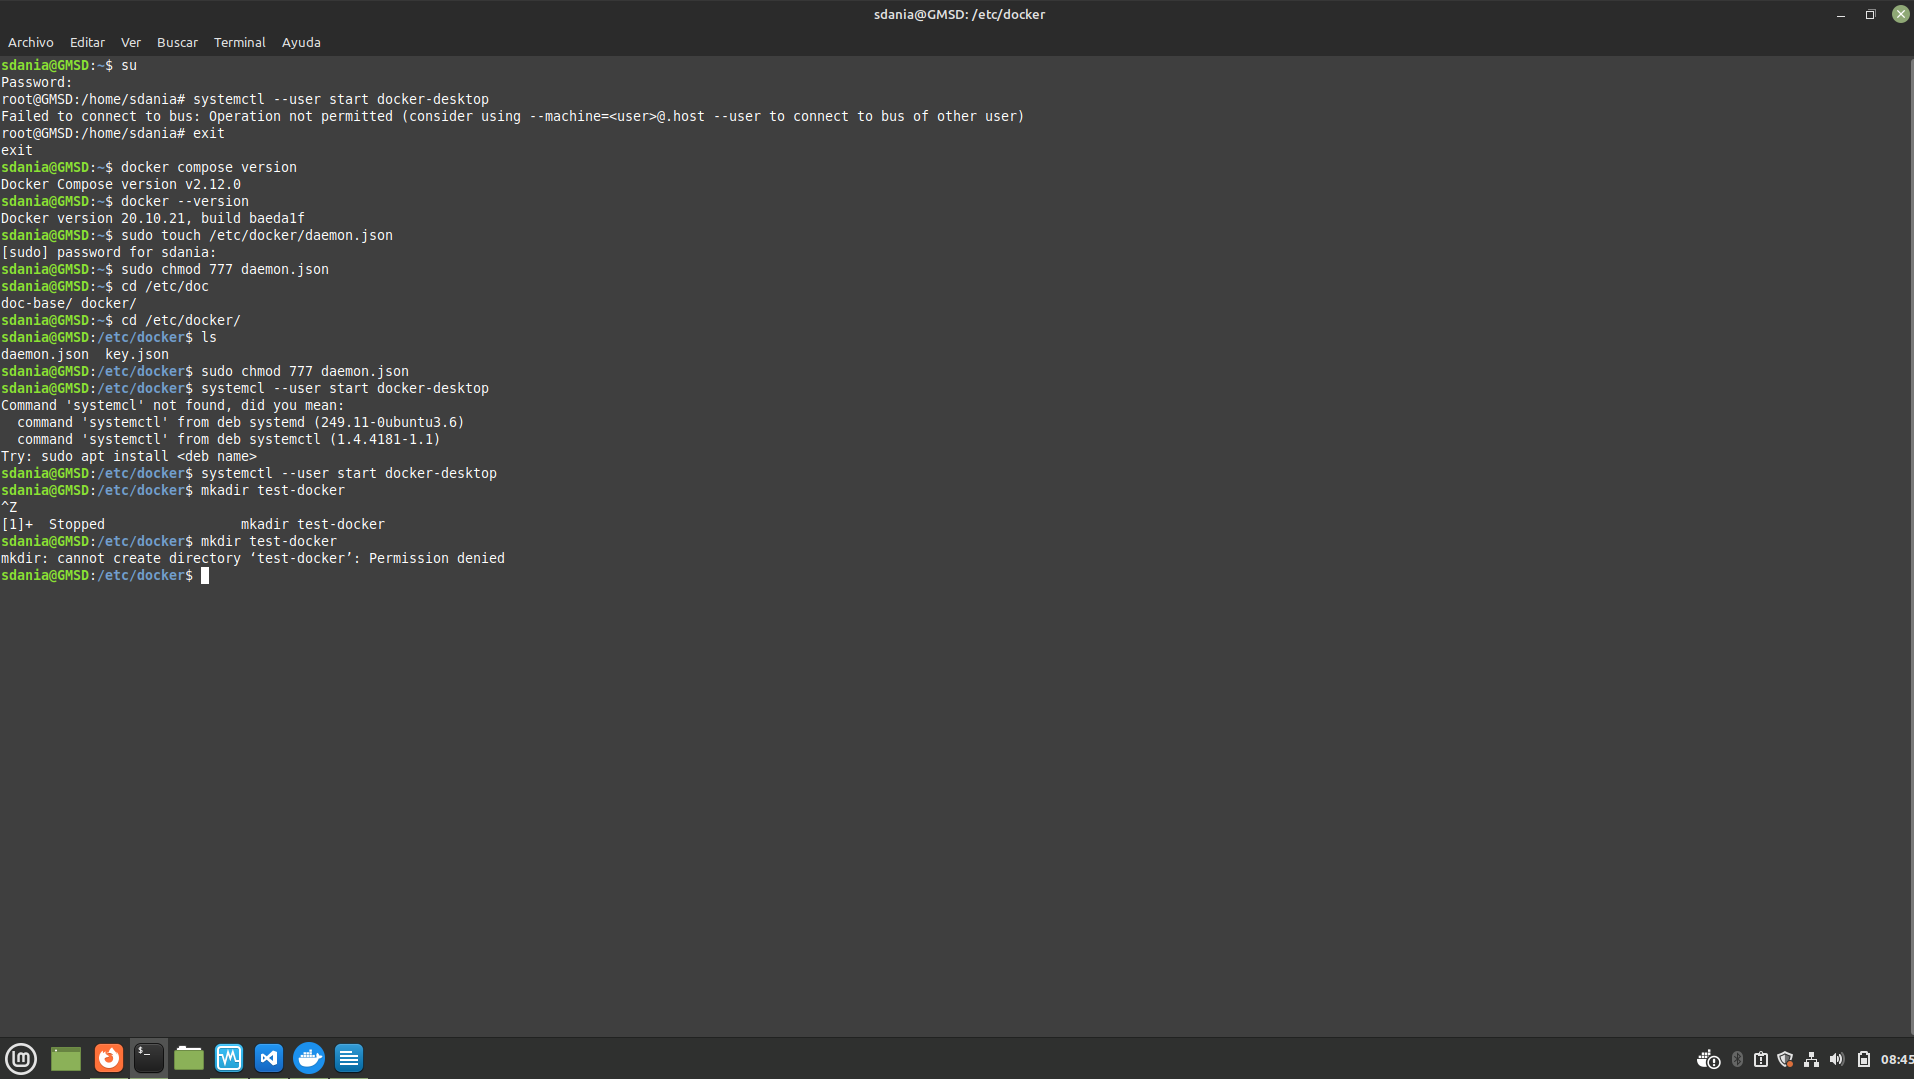 sdania@GMSD: /etc/docker
Archivo Editar Ver Buscar Terminal Ayuda
sdania@GMSD:~$ su
Password:
root@GMSD:/home/sdania# systemctl --user start docker-desktop
Failed to connect to bus: Operation not permitted (consider using --machine=<user>@.host --user to connect to bus of other user)
root@GMSD:/home/sdania# exit
exit
sdania@GMSD:~$ docker compose version
Docker Compose version v2.12.0
sdania@GMSD:~$ docker --version
Docker version 20.10.21, build baeda1f
sdania@GMSD:~$ sudo touch /etc/docker/daemon.json
[sudo] password for sdania:
sdania@GMSD:~$ sudo chmod 777 daemon.json
sdania@GMSD:~$ cd /etc/doc
doc-base/ docker/
sdania@GMSD:~$ cd /etc/docker/
sdania@GMSD:/etc/docker$ ls
daemon.json  key.json
sdania@GMSD:/etc/docker$ sudo chmod 777 daemon.json
sdania@GMSD:/etc/docker$ systemcl --user start docker-desktop
Command 'systemcl' not found, did you mean:
  command 'systemctl' from deb systemd (249.11-0ubuntu3.6)
  command 'systemctl' from deb systemctl (1.4.4181-1.1)
Try: sudo apt install <deb name>
sdania@GMSD:/etc/docker$ systemctl --user start docker-desktop
sdania@GMSD:/etc/docker$ mkadir test-docker
^Z
[1]+  Stopped                 mkadir test-docker
sdania@GMSD:/etc/docker$ mkdir test-docker
mkdir: cannot create directory ‘test-docker’: Permission denied
sdania@GMSD:/etc/docker$
08:45